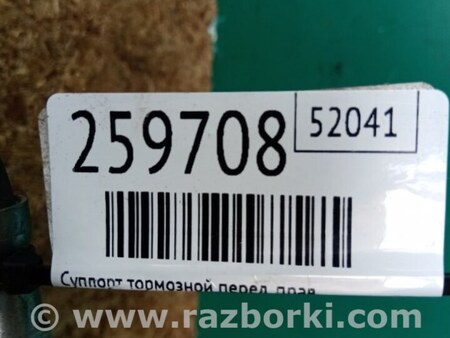 259708
52041
Суппорт тормозной перед. прав
www.razborki.com